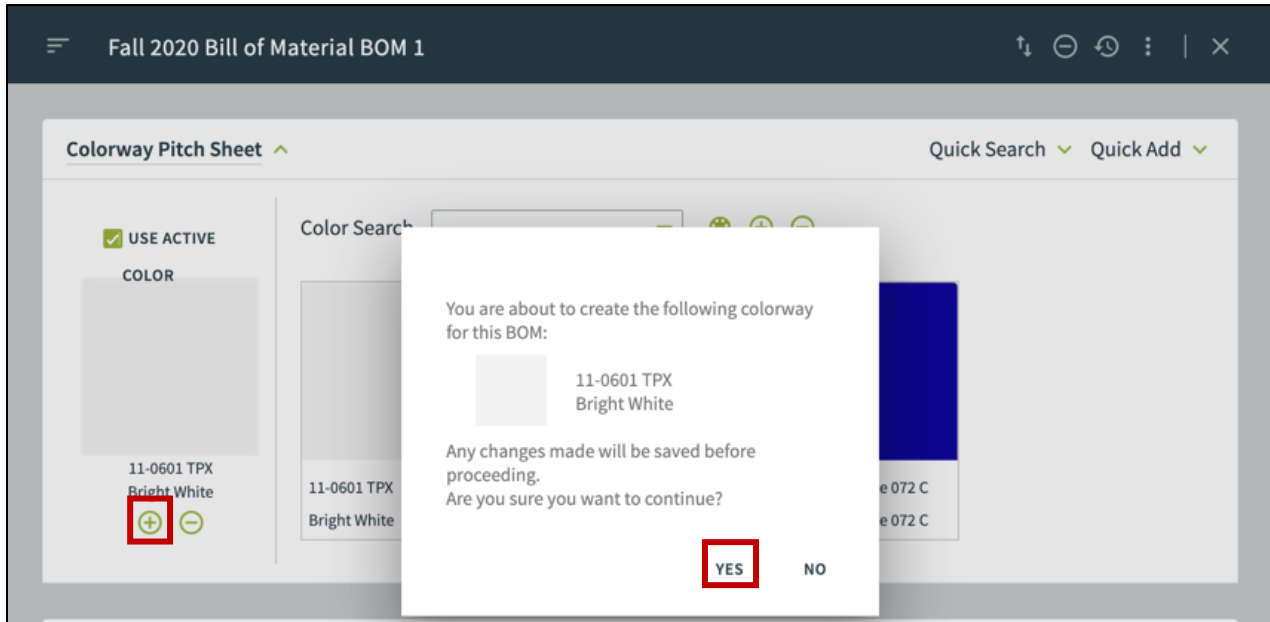 Fall 2020 Bill of Material BOM 1
Colorway Pitch Sheet
Quick Search
Quick Add
USE ACTIVE
COLOR
11-0601 TPX
Bright White
Color Search
11-0601 TPX
Bright White
e 072 C
e 072 C
You are about to create the following colorway
for this BOM:
11-0601 TPX
Bright White
Any changes made will be saved before
proceeding.
Are you sure you want to continue?
YES
NO